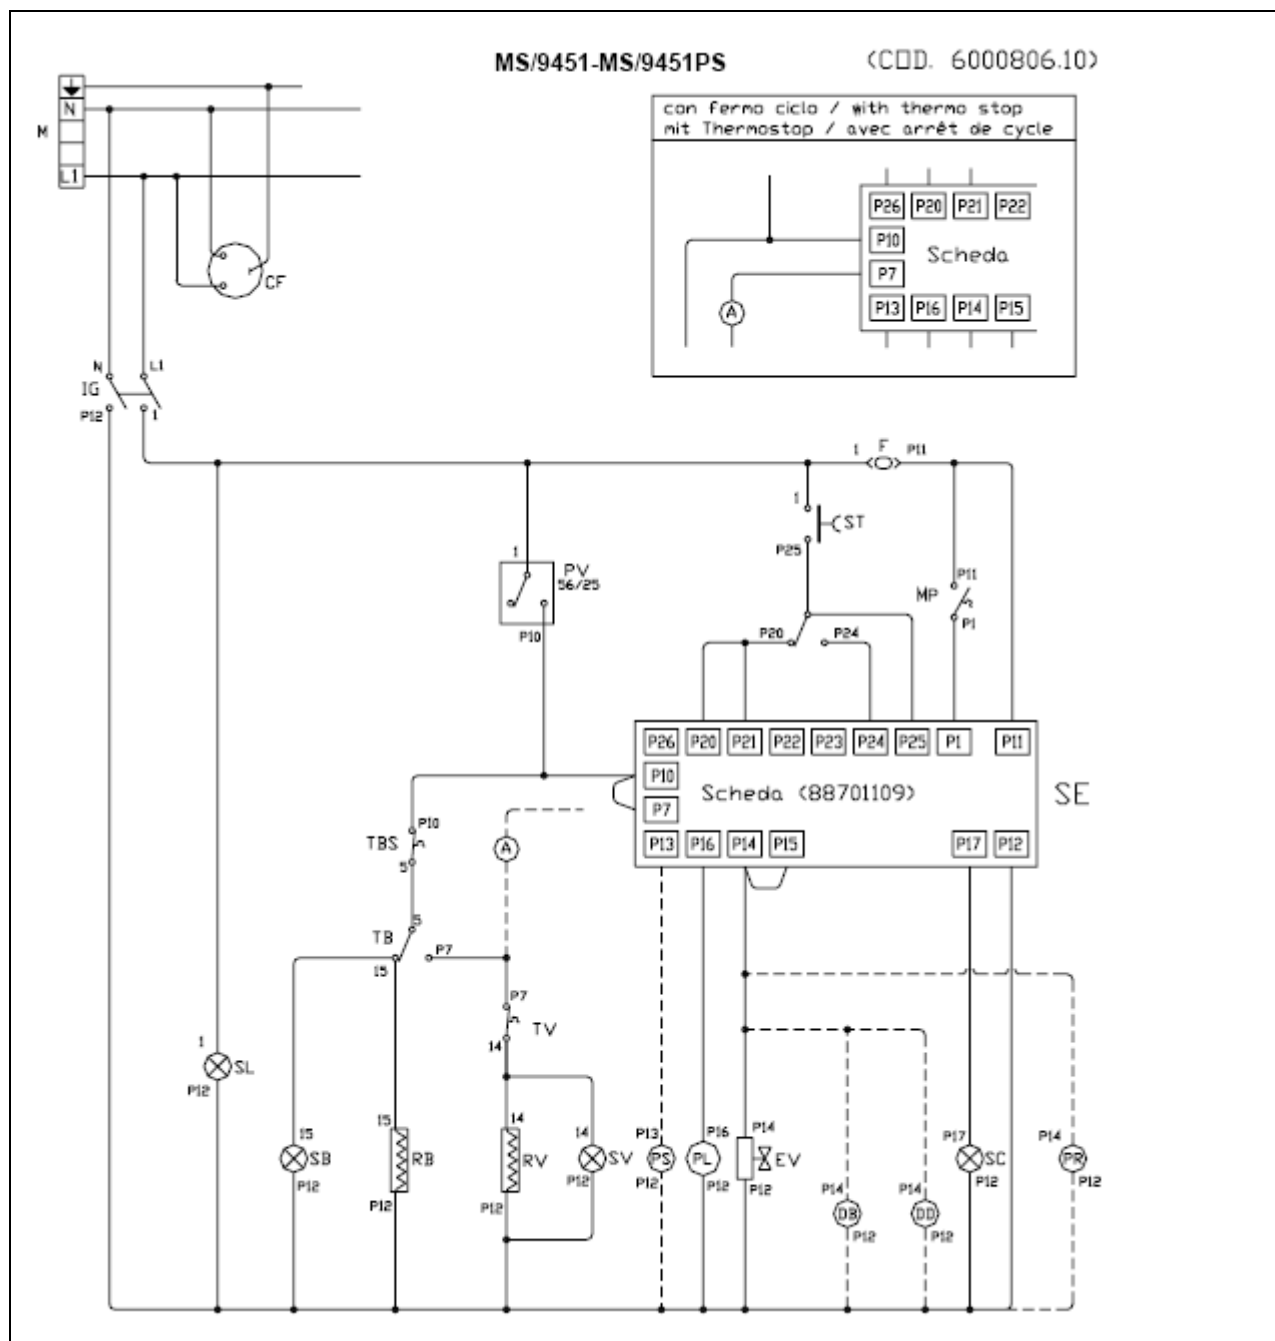 MS/9451-MS/9451PS
(COD. 6000806.10)
N
M
L1
CF
con fermo ciclo / with thermo stop
mit Thermostop / avec arrêt de cycle
P26 P20 P21 P22
P10
Scheda
P7
A
P13 P16 P14 P15
N L1
IG
P12 1
1 F P11
1
ST
P25
1
PV
56/25
P10
P11
MP
P1
P20 P24
P26 P20 P21 P22 P23 P24 P25 P1 P11
P10
Scheda (88701109)
SE
P7
P13 P16 P14 P15 P17 P12
P10
TBS
5
A
5
TB
15
P7
P7
TV
14
1
SL
P12
15
SB
P12
15
RB
P12
14
RV
P12
14
SV
P12
P13
PS
P12
P16
PL
P12
P14
EV
P12
P14
DB
P12
P14
DD
P12
P17
SC
P12
P14
PR
P12